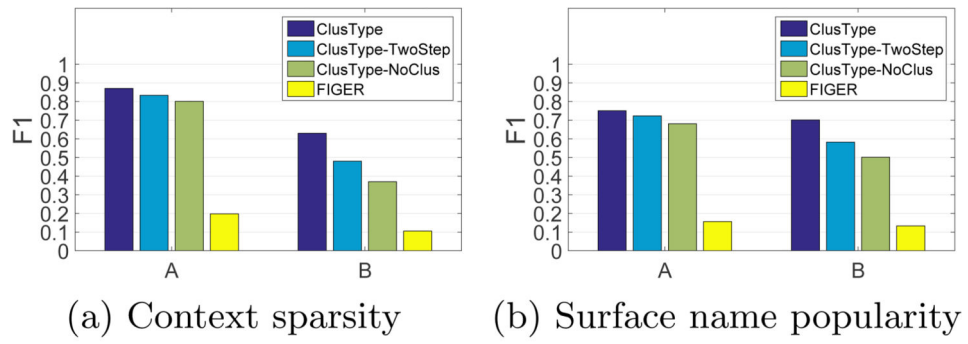 ClusType
ClusType-TwoStep
ClusType-NoClus
FIGER
1
0.9
0.8
0.7
0.6
0.5
0.4
0.3
0.2
0.1
0
F1
A
B
(a) Context sparsity
ClusType
ClusType-TwoStep
ClusType-NoClus
FIGER
1
0.9
0.8
0.7
0.6
0.5
0.4
0.3
0.2
0.1
0
F1
A
B
(b) Surface name popularity